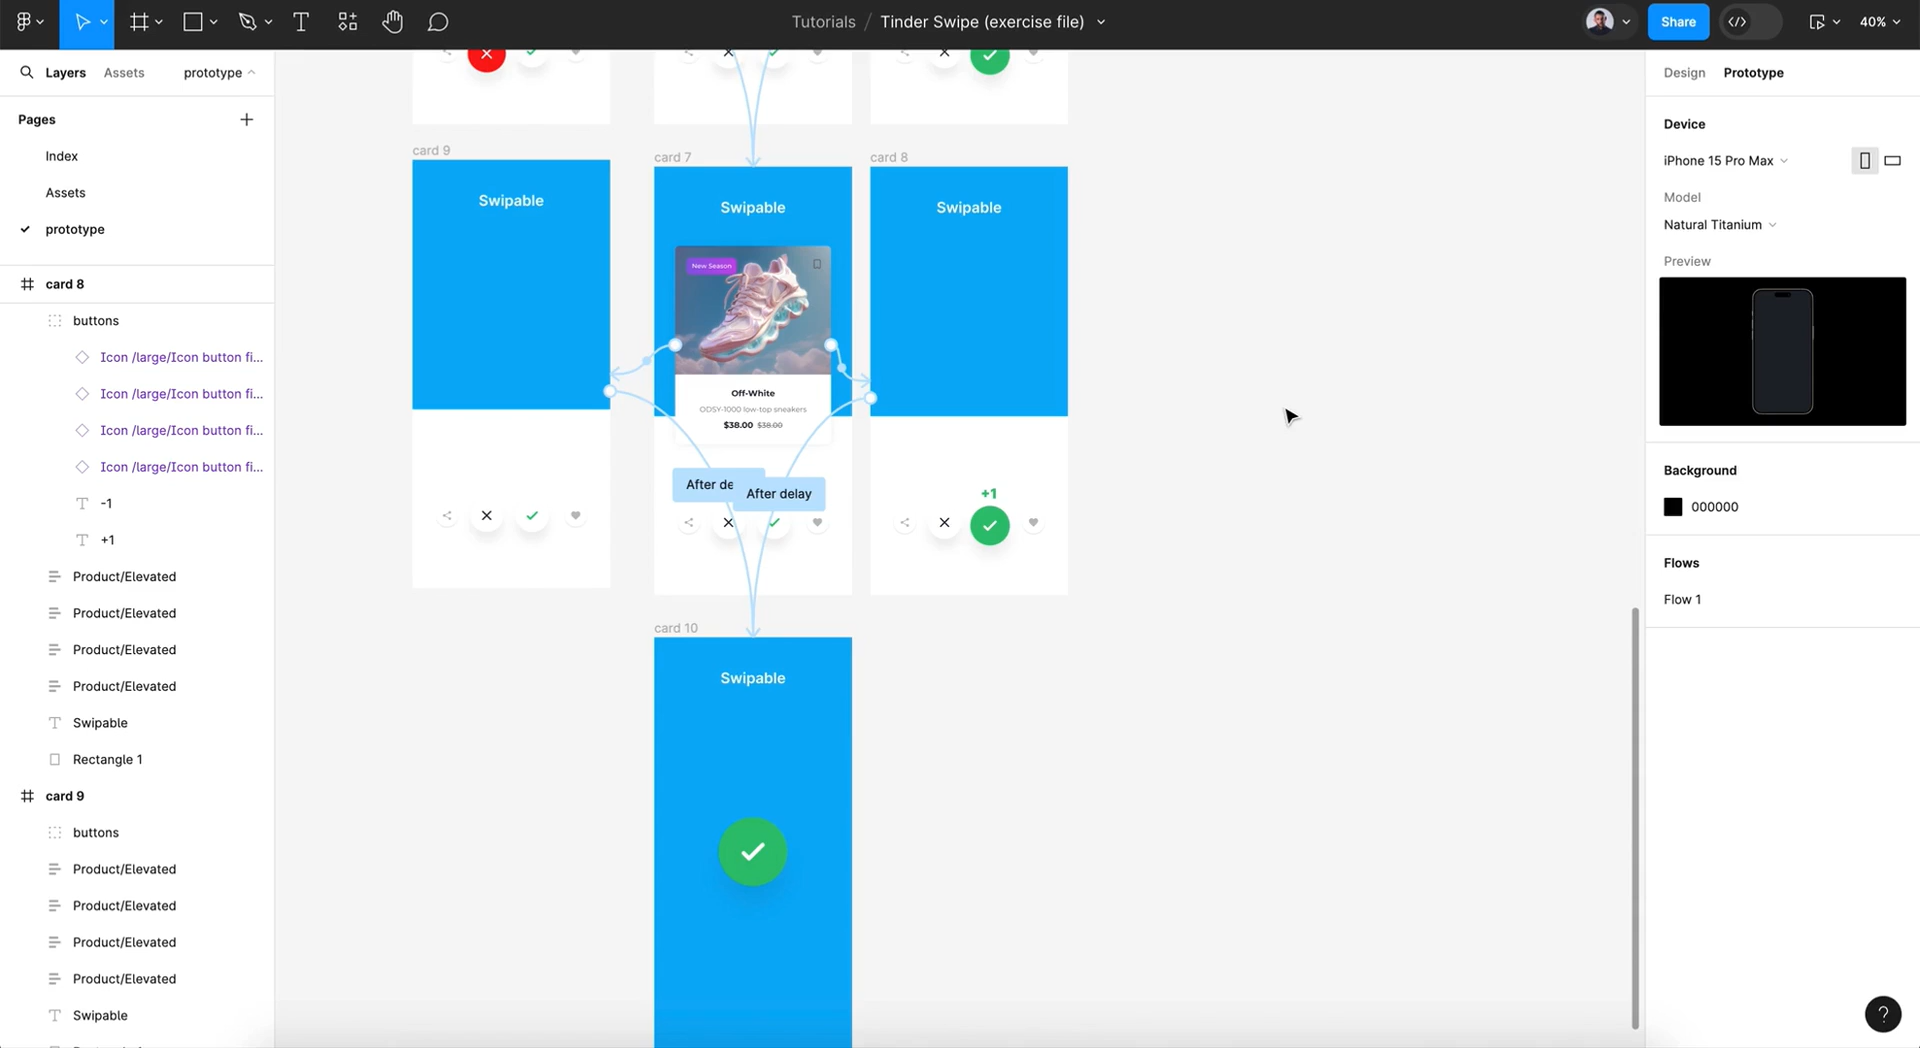 Tutorials / Tinder Swipe (exercise file)
Share
40%
Layers
Assets
prototype
Pages
Index
Assets
prototype
card 8
buttons
Icon /large/Icon button fi...
Icon /large/Icon button fi...
Icon /large/Icon button fi...
Icon /large/Icon button fi...
-1
+1
Product/Elevated
Product/Elevated
Product/Elevated
Product/Elevated
Swipable
Rectangle 1
card 9
buttons
Product/Elevated
Product/Elevated
Product/Elevated
Product/Elevated
Swipable
card 9
Swipable
card 7
Swipable
New Season
Off-White
ODSY-1000 low-top sneakers
$38.00 $38.00
After de
After delay
card 8
Swipable
+1
card 10
Swipable
Design
Prototype
Device
iPhone 15 Pro Max
Model
Natural Titanium
Preview
Background
000000
Flows
Flow 1
?